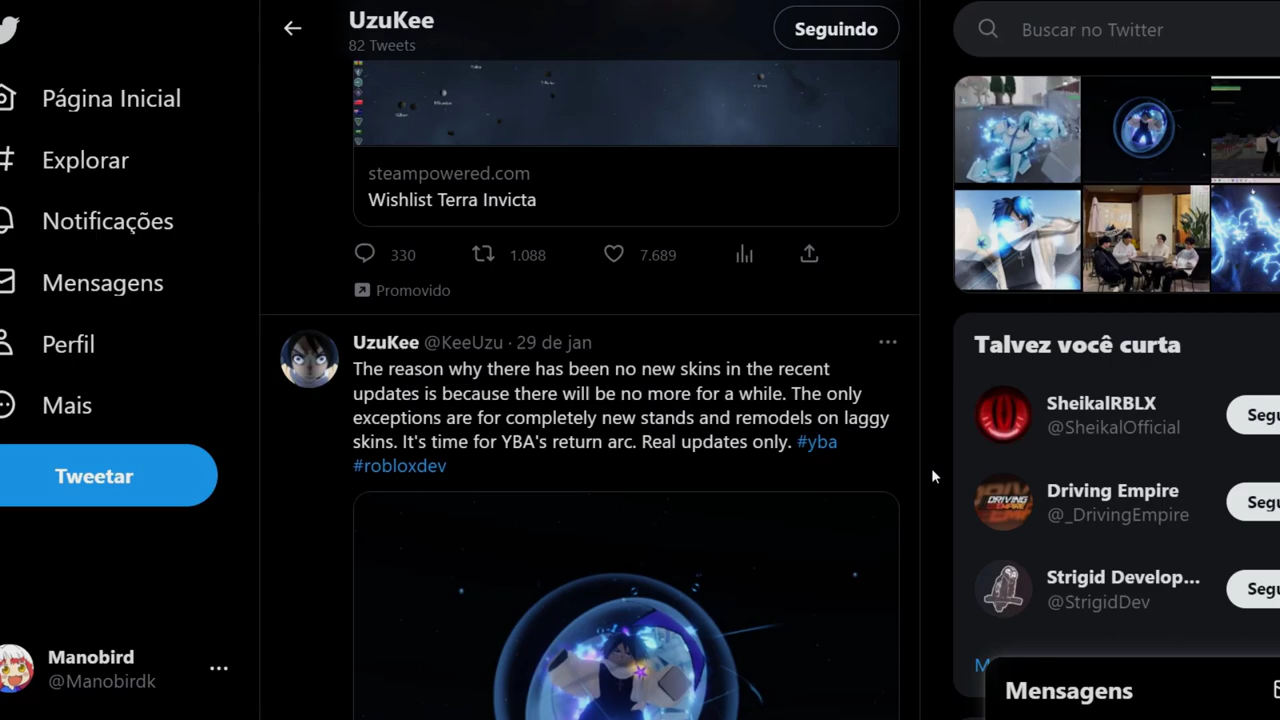 Página Inicial
Explorar
Notificações
Mensagens
Perfil
Mais
Tweetar
Manobird
@Manobirdk
UzuKee
82 Tweets
Seguindo
steampowered.com
Wishlist Terra Invicta
330 1.088 7.689
Promovido
UzuKee @KeeUzu · 29 de jan
The reason why there has been no new skins in the recent
updates is because there will be no more for a while. The only
exceptions are for completely new stands and remodels on laggy
skins. It's time for YBA's return arc. Real updates only. #yba
#robloxdev
Buscar no Twitter
Talvez você curta
SheikalRBLX
@SheikalOfficial
Segu
Driving Empire
@_DrivingEmpire
Segu
Strigid Develop...
@StrigidDev
Segu
M
Mensagens